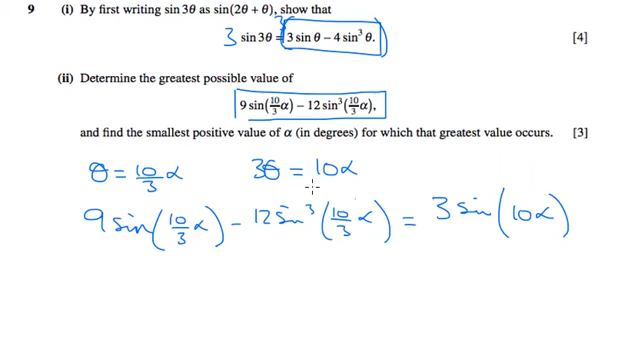 9 (i) By first writing sin 3θ as sin(2θ + θ), show that
3 sin 3θ = 3(3 sin θ − 4 sin³ θ.) [4]
(ii) Determine the greatest possible value of
9 sin(10/3 α) − 12 sin³(10/3 α),
and find the smallest positive value of α (in degrees) for which that greatest value occurs. [3]
θ = 10/3 α 3θ = 10α
9 sin(10/3 α) − 12 sin³(10/3 α) = 3 sin(10α)